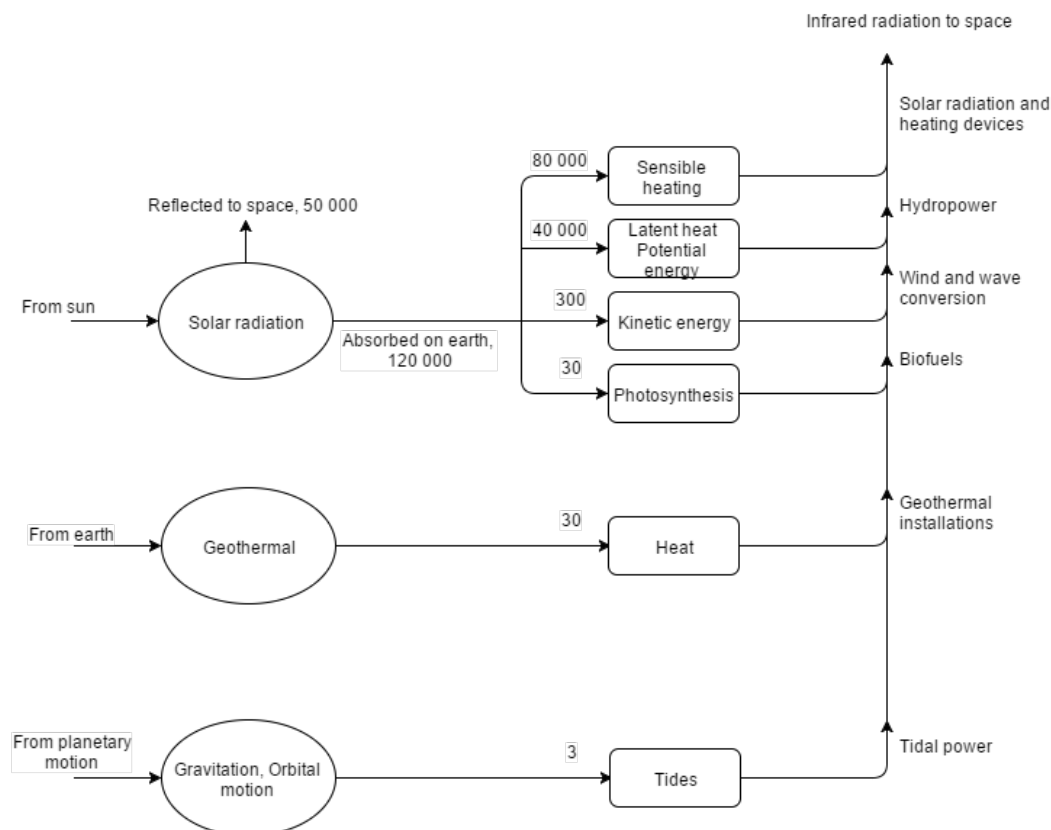 Infrared radiation to space
Solar radiation and
heating devices
80 000
Sensible
heating
Reflected to space, 50 000
Hydropower
40 000
Latent heat
Potential
energy
From sun
Solar radiation
Wind and wave
conversion
300
Kinetic energy
Absorbed on earth,
120 000
30
Biofuels
Photosynthesis
From earth
Geothermal
30
Heat
Geothermal
installations
From planetary
motion
Gravitation, Orbital
motion
3
Tides
Tidal power